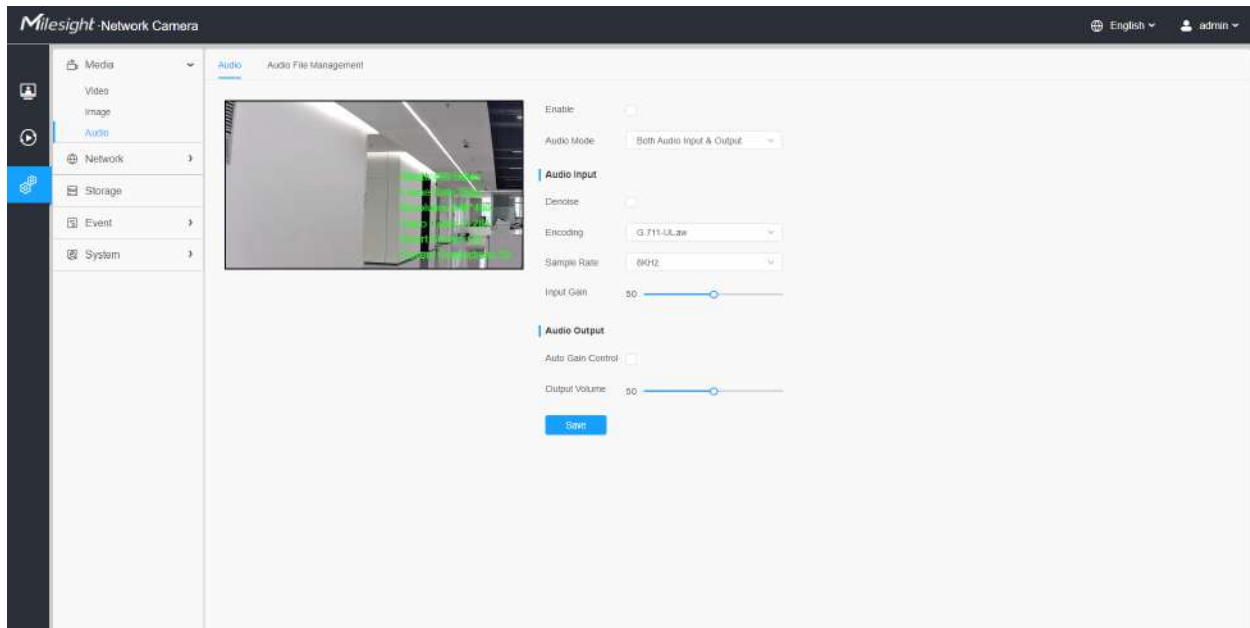 Milesight · Network Camera
English
admin
Media
Video
Image
Audio
Network
Storage
Event
System
Audio
Audio File Management
Enable
Audio Mode
Both Audio Input & Output
Audio Input
Denoise
Encoding
G.711-ULaw
Sample Rate
8KHz
Input Gain
50
Audio Output
Auto Gain Control
Output Volume
50
Save